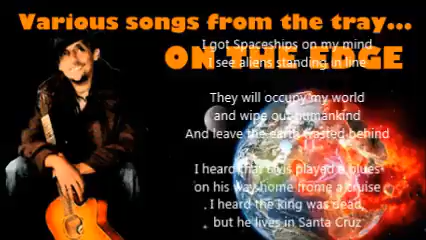 Various songs from the tray...
ON THE EDGE
I got Spaceships on my mind
I see aliens standing in line
They will occupy my world
and wipe out humankind
And leave the earth frosted behind
I heard that elvis played a blues
on his way home frome a cruise
I heard the king was dead
but he lives in Santa Cruz